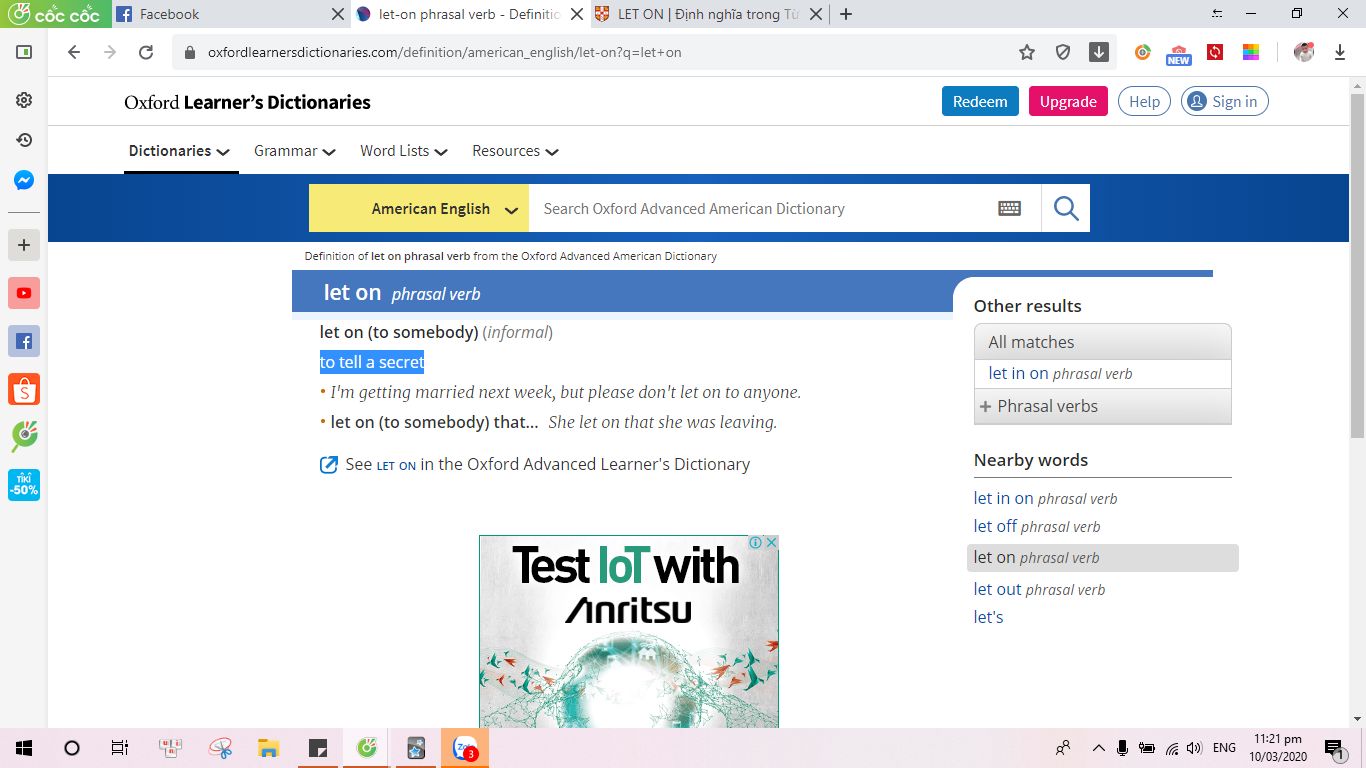 cốc cốc
Facebook
let-on phrasal verb - Definitio
LET ON | Định nghĩa trong Từ
oxfordlearnersdictionaries.com/definition/american_english/let-on?q=let+on
NEW
Oxford Learner's Dictionaries
Redeem
Upgrade
Help
Sign in
Dictionaries
Grammar
Word Lists
Resources
American English
Search Oxford Advanced American Dictionary
Definition of let on phrasal verb from the Oxford Advanced American Dictionary
let on phrasal verb
let on (to somebody) (informal)
to tell a secret
• I'm getting married next week, but please don't let on to anyone.
• let on (to somebody) that... She let on that she was leaving.
See LET ON in the Oxford Advanced Learner's Dictionary
Other results
All matches
let in on phrasal verb
+ Phrasal verbs
Nearby words
let in on phrasal verb
let off phrasal verb
let on phrasal verb
let out phrasal verb
let's
TIKI
-50%
Test IoT with
Anritsu
3
ENG
11:21 pm
10/03/2020
1